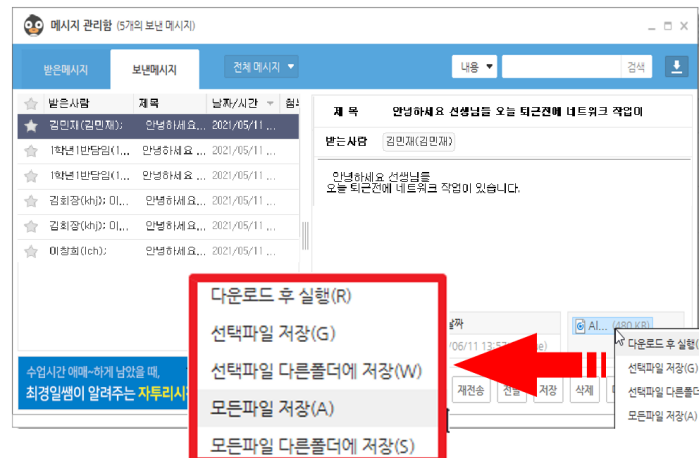 메시지 관리함 (5개의 보낸 메시지)
받은메시지
보낸메시지
전체 메시지
내용
검색
받은사람 제목 날짜/시간 첨부
김민재(김민재); 안녕하세요... 2021/05/11 ...
1학년1반담임(1... 안녕하세요 ... 2021/05/11 ...
1학년1반담임(1... 안녕하세요 ... 2021/05/11 ...
김회장(khj); 이,... 안녕하세요... 2021/05/11 ...
김회장(khj); 이,... 안녕하세요... 2021/05/11 ...
이창희(lch); 안녕하세요... 2021/05/11 ...
제 목 안녕하세요 선생님들 오늘 퇴근전에 네트워크 작업이
받는사람 김민재(김민재)
안녕하세요 선생님들
오늘 퇴근전에 네트워크 작업이 있습니다.
AI... (480 KB)
다운로드 후 실행(R)
선택파일 저장(G)
선택파일 다른폴더에 저장(W)
모든파일 저장(A)
모든파일 다른폴더에 저장(S)
다운로드 후 실행(
선택파일 저장(G)
선택파일 다른폴더
모든파일 저장(A)
재전송
전달
저장
삭제
수업시간 애매~하게 남았을 때,
최경일쌤이 알려주는 자투리시